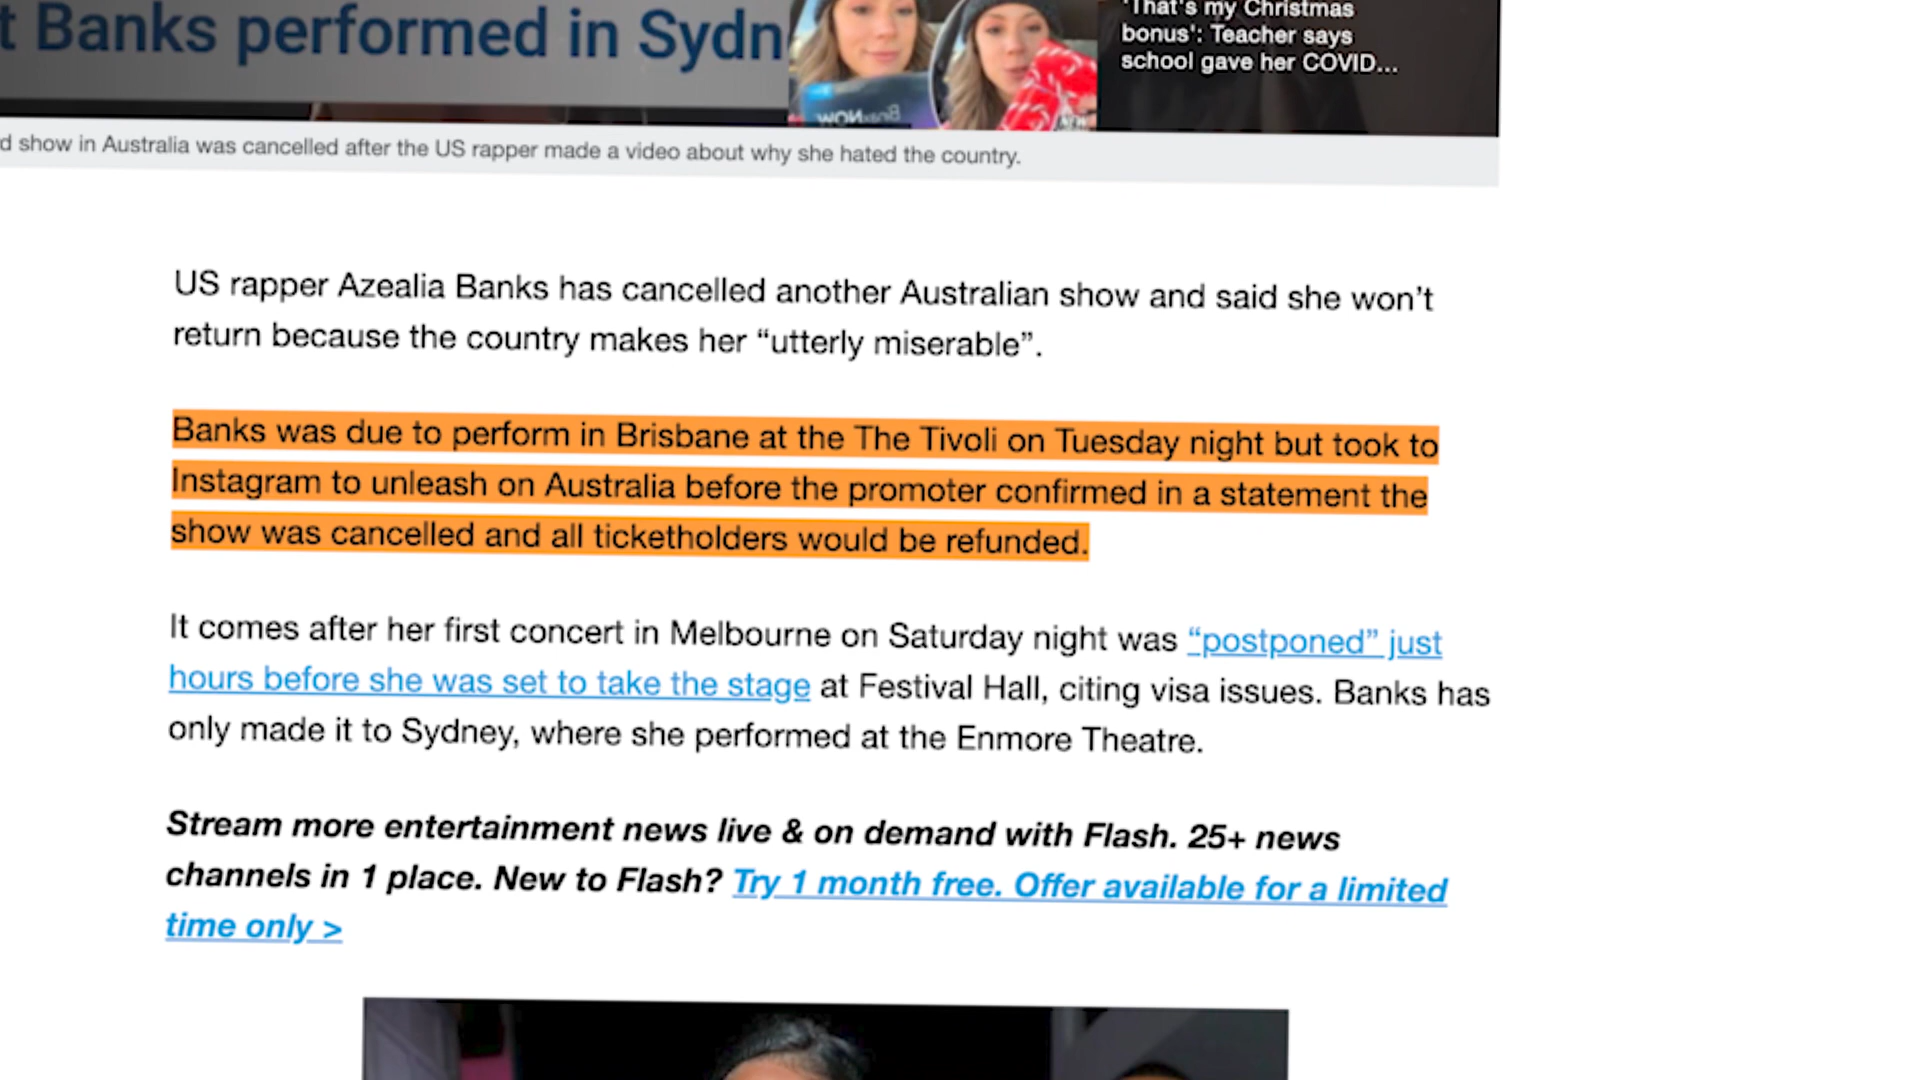 t Banks performed in Sydn
'That's my Christmas
bonus': Teacher says
school gave her COVID...
d show in Australia was cancelled after the US rapper made a video about why she hated the country.
US rapper Azealia Banks has cancelled another Australian show and said she won’t
return because the country makes her “utterly miserable”.
Banks was due to perform in Brisbane at the The Tivoli on Tuesday night but took to
Instagram to unleash on Australia before the promoter confirmed in a statement the
show was cancelled and all ticketholders would be refunded.
It comes after her first concert in Melbourne on Saturday night was “postponed” just
hours before she was set to take the stage at Festival Hall, citing visa issues. Banks has
only made it to Sydney, where she performed at the Enmore Theatre.
Stream more entertainment news live & on demand with Flash. 25+ news
channels in 1 place. New to Flash? Try 1 month free. Offer available for a limited
time only >